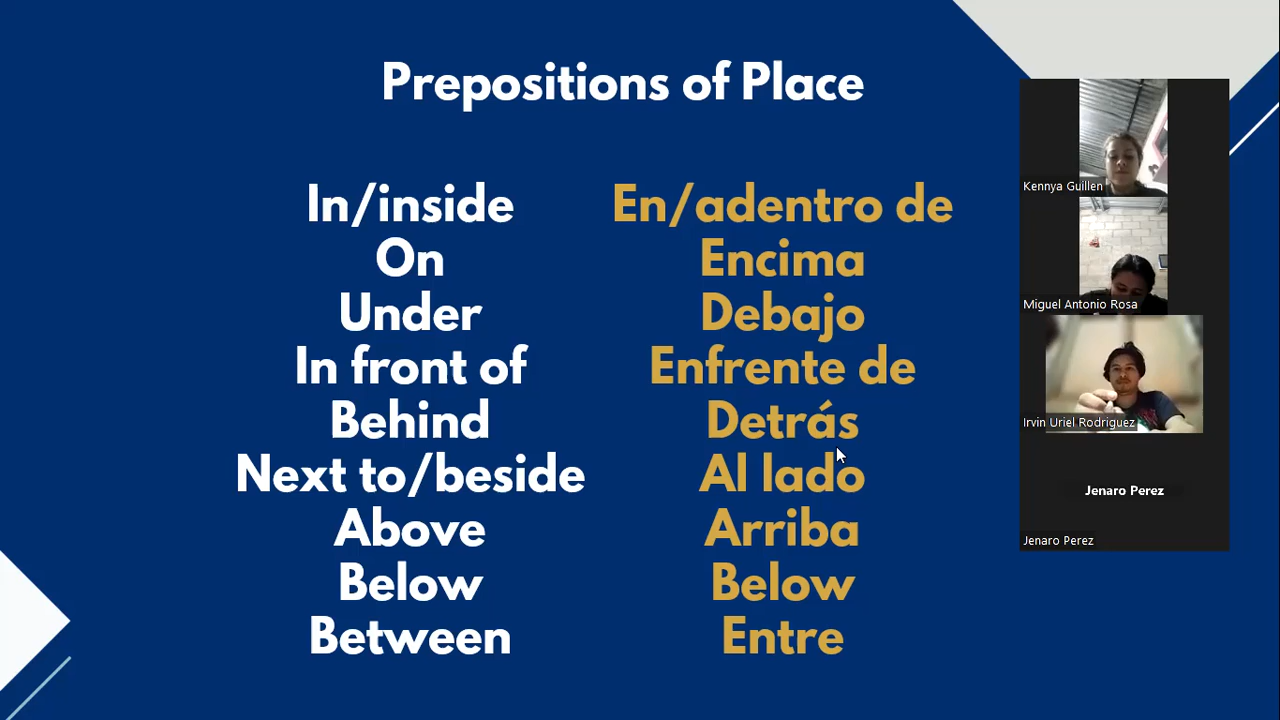 Prepositions of Place
In/inside
On
Under
In front of
Behind
Next to/beside
Above
Below
Between
En/adentro de
Encima
Debajo
Enfrente de
Detrás
Al lado
Arriba
Below
Entre
Kennya Guillen
Miguel Antonio Rosa
Irvin Uriel Rodriguez
Jenaro Perez
Jenaro Perez